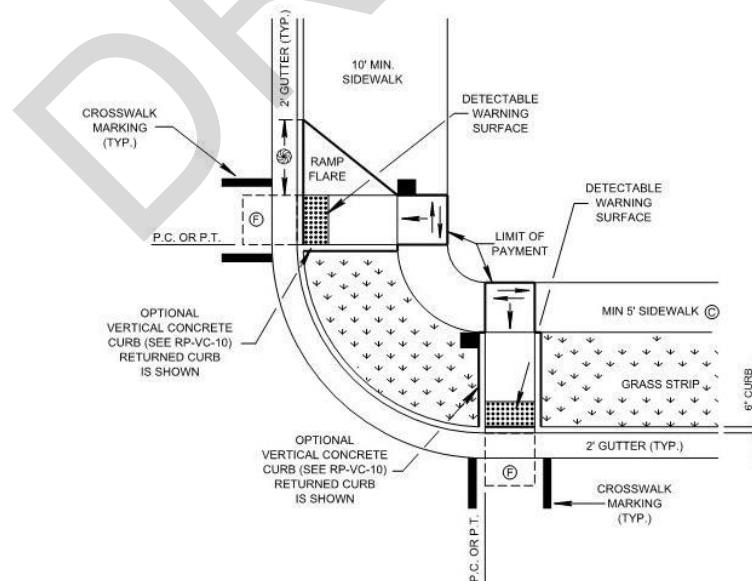 DR
2' GUTTER (TYP.)
10' MIN.
SIDEWALK
CROSSWALK
MARKING
(TYP.)
DETECTABLE
WARNING
SURFACE
RAMP
FLARE
DETECTABLE
WARNING
SURFACE
F
P.C. OR P.T.
LIMIT OF
PAYMENT
OPTIONAL
VERTICAL CONCRETE
CURB (SEE RP-VC-10)
RETURNED CURB
IS SHOWN
MIN 5' SIDEWALK C
GRASS STRIP
6" CURB
OPTIONAL
VERTICAL CONCRETE
CURB (SEE RP-VC-10)
RETURNED CURB
IS SHOWN
2' GUTTER (TYP.)
F
CROSSWALK
MARKING
(TYP.)
P.C. OR P.T.